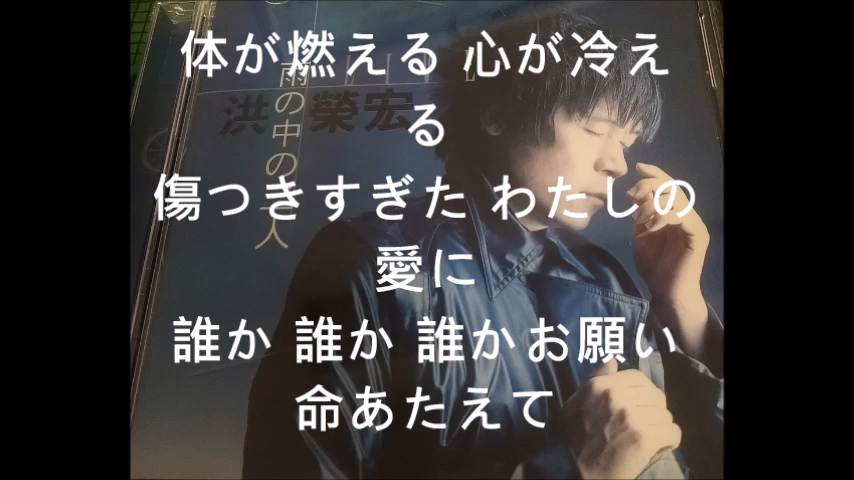 体が燃える 心が冷え
る
傷つきすぎた わたしの
愛に
誰か 誰か 誰かお願い
命あたえて
洪榮宏
雨の中の二人